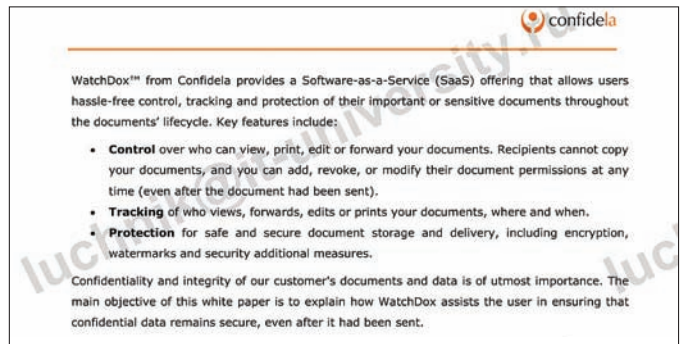 confidela
WatchDox™ from Confidela provides a Software-as-a-Service (SaaS) offering that allows users
hassle-free control, tracking and protection of their important or sensitive documents throughout
the documents' lifecycle. Key features include:
• Control over who can view, print, edit or forward your documents. Recipients cannot copy
your documents, and you can add, revoke, or modify their document permissions at any
time (even after the document had been sent).
• Tracking of who views, forwards, edits or prints your documents, where and when.
• Protection for safe and secure document storage and delivery, including encryption,
watermarks and security additional measures.
Confidentiality and integrity of our customer's documents and data is of utmost importance. The
main objective of this white paper is to explain how WatchDox assists the user in ensuring that
confidential data remains secure, even after it had been sent.
luchnik@it-university.ru
luc